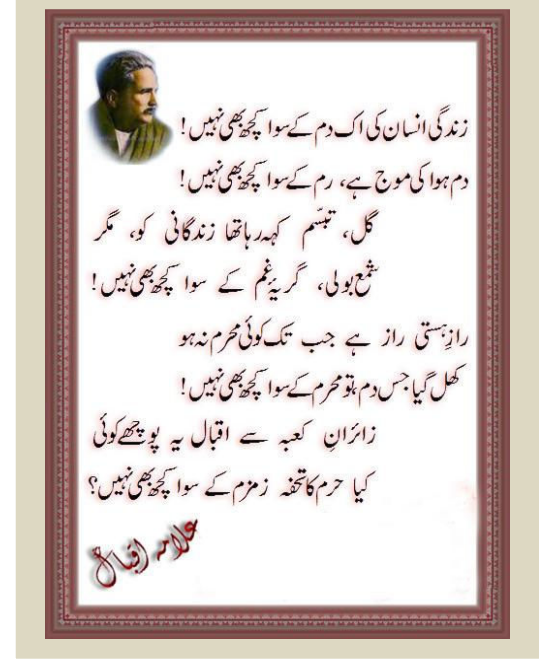 زندگی انسان کی اک دم کے سوا کچھ بھی نہیں!
دم ہوا کی موج ہے، رم کے سوا کچھ بھی نہیں!
گل، تبسّم کہہ رہا تھا زندگانی کو، مگر
شمع بولی، گریۂ غم کے سوا کچھ بھی نہیں!
رازِ ہستی راز ہے جب تک کوئی محرم نہ ہو
کھل گیا جس دم، تو محرم کے سوا کچھ بھی نہیں!
زائرانِ کعبہ سے اقبال یہ پوچھے کوئی
کیا حرم کا تحفہ زمزم کے سوا کچھ بھی نہیں؟
علامہ اقبال